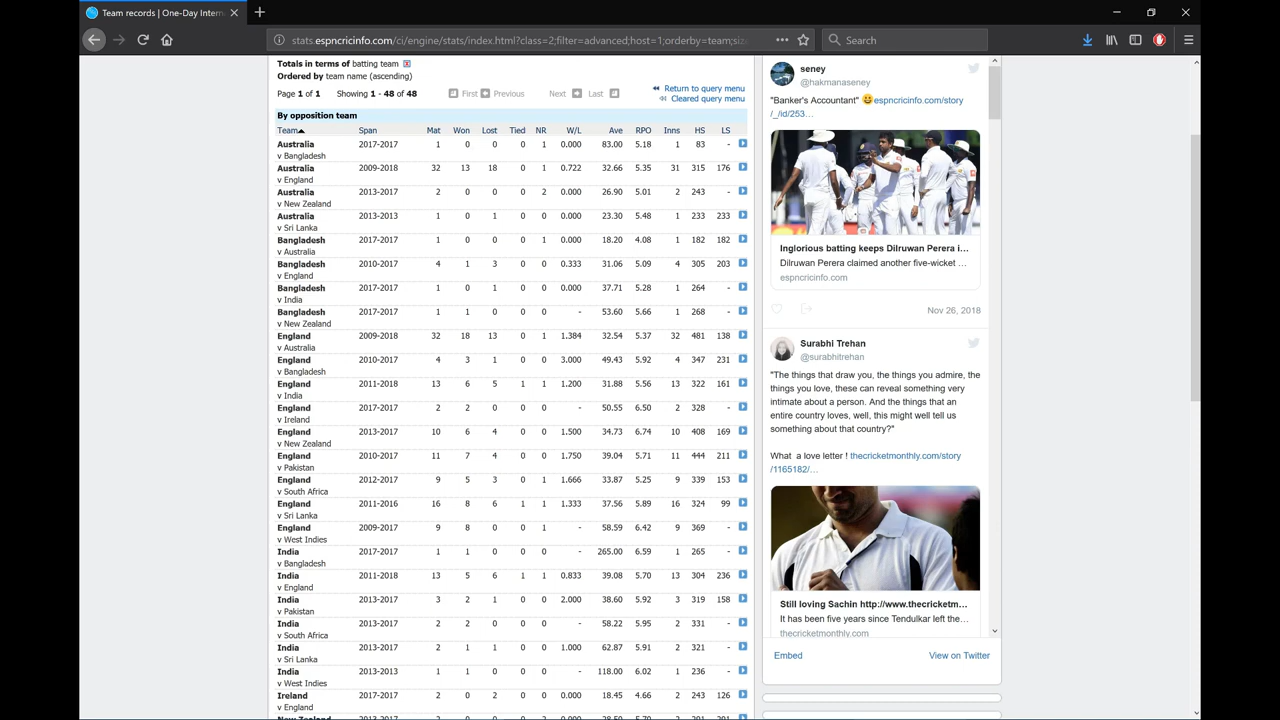 Team records | One-Day Intern
stats.espncricinfo.com/ci/engine/stats/index.html?class=2;filter=advanced;host=1;orderby=team;siz
Search
Totals in terms of batting team
Ordered by team name (ascending)
Page 1 of 1 Showing 1 - 48 of 48 First Previous Next Last
Return to query menu
Cleared query menu
By opposition team
Team Span Mat Won Lost Tied NR W/L Ave RPO Inns HS LS
Australia 2017-2017 1 0 0 0 1 0.000 83.00 5.18 1 83 -
v Bangladesh
Australia 2009-2018 32 13 18 0 1 0.722 32.66 5.35 31 315 176
v England
Australia 2013-2017 2 0 0 0 2 0.000 26.90 5.01 2 243 -
v New Zealand
Australia 2013-2013 1 0 1 0 0 0.000 23.30 5.48 1 233 233
v Sri Lanka
Bangladesh 2017-2017 1 0 0 0 1 0.000 18.20 4.08 1 182 182
v Australia
Bangladesh 2010-2017 4 1 3 0 0 0.333 31.06 5.09 4 305 203
v England
Bangladesh 2017-2017 1 0 1 0 0 0.000 37.71 5.28 1 264 -
v India
Bangladesh 2017-2017 1 1 0 0 0 - 53.60 5.66 1 268 -
v New Zealand
England 2009-2018 32 18 13 0 1 1.384 32.54 5.37 32 481 138
v Australia
England 2010-2017 4 3 1 0 0 3.000 49.43 5.92 4 347 231
v Bangladesh
England 2011-2018 13 6 5 1 1 1.200 31.88 5.56 13 322 161
v India
England 2017-2017 2 2 0 0 0 - 50.55 6.50 2 328 -
v Ireland
England 2013-2017 10 6 4 0 0 1.500 34.73 6.74 10 408 169
v New Zealand
England 2010-2017 11 7 4 0 0 1.750 39.04 5.71 11 444 211
v Pakistan
England 2012-2017 9 5 3 0 1 1.666 33.87 5.25 9 339 153
v South Africa
England 2011-2016 16 8 6 1 1 1.333 37.56 5.89 16 324 99
v Sri Lanka
England 2009-2017 9 8 0 0 1 - 58.59 6.42 9 369 -
v West Indies
India 2017-2017 1 1 0 0 0 - 265.00 6.59 1 265 -
v Bangladesh
India 2011-2018 13 5 6 1 1 0.833 39.08 5.70 13 304 236
v England
India 2013-2017 3 2 1 0 0 2.000 38.60 5.92 3 319 158
v Pakistan
India 2013-2017 2 2 0 0 0 - 58.22 5.95 2 331 -
v South Africa
India 2013-2017 2 1 1 0 0 1.000 62.87 5.91 2 321 -
v Sri Lanka
India 2013-2013 1 1 0 0 0 - 118.00 6.02 1 236 -
v West Indies
Ireland 2017-2017 2 0 2 0 0 0.000 18.45 4.66 2 243 126
v England
seney
@hakmanaseney
"Banker's Accountant" espncricinfo.com/story
/_/id/253…
Inglorious batting keeps Dilruwan Perera i...
Dilruwan Perera claimed another five-wicket ...
espncricinfo.com
Nov 26, 2018
Surabhi Trehan
@surabhitrehan
"The things that draw you, the things you admire, the
things you love, these can reveal something very
intimate about a person. And the things that an
entire country loves, well, this might well tell us
something about that country?"
What a love letter ! thecricketmonthly.com/story
/1165182/…
Still loving Sachin http://www.thecricketm...
It has been five years since Tendulkar left the...
thecricketmonthly.com
Embed
View on Twitter